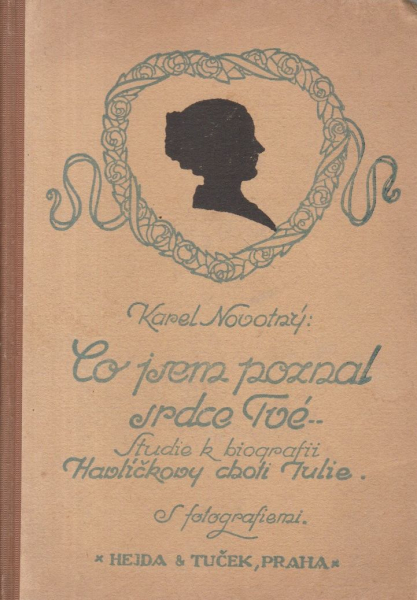 Karel Novotný:
Co jsem poznal
srdce Tvé..
Studie k biografii
Havlíčkovy choti Julie.
S fotografiemi.
* HEJDA & TUČEK, PRAHA *